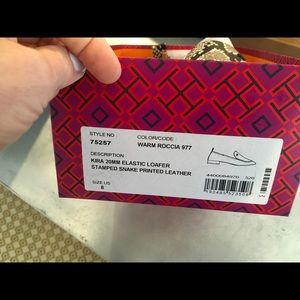 STYLE NO COLOR/CODE
75257 WARM ROCCIA 977
DESCRIPTION
KIRA 20MM ELASTIC LOAFER
STAMPED SNAKE PRINTED LEATHER
SIZE US
8